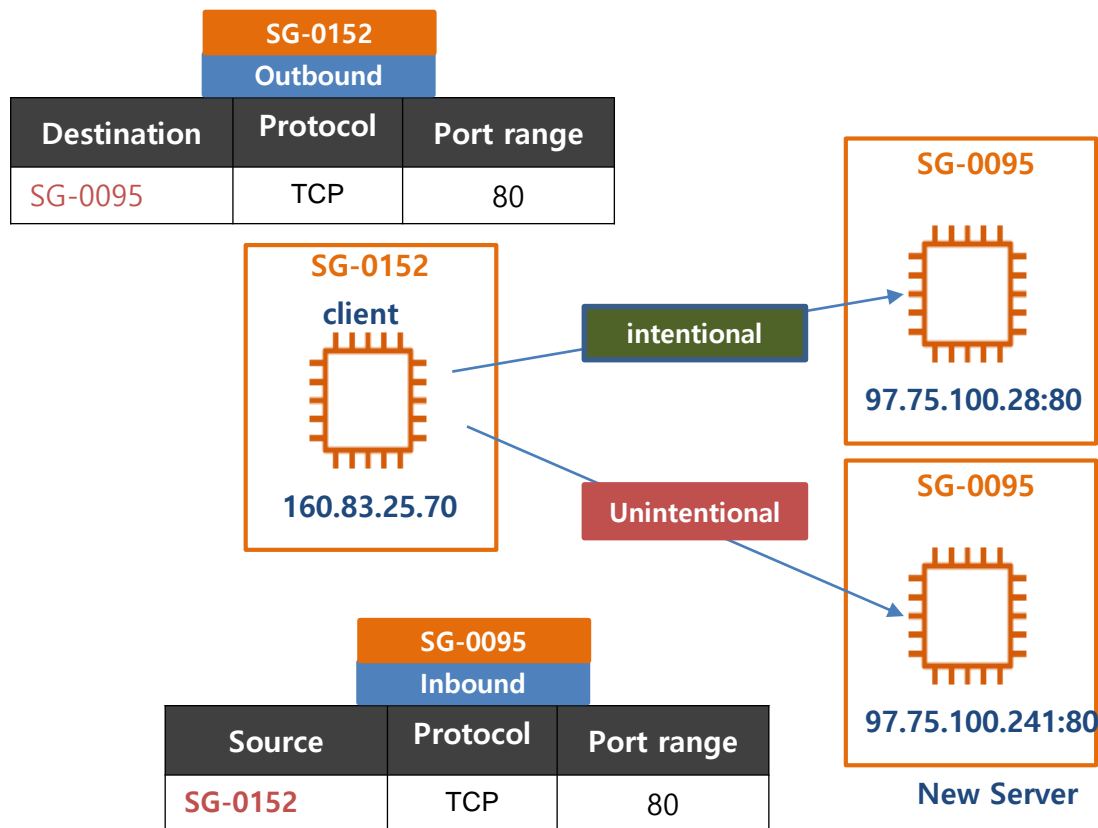 SG-0152
Outbound
Destination Protocol Port range
SG-0095 TCP 80
SG-0152
client
160.83.25.70
intentional
Unintentional
SG-0095
97.75.100.28:80
SG-0095
97.75.100.241:80
New Server
SG-0095
Inbound
Source Protocol Port range
SG-0152 TCP 80